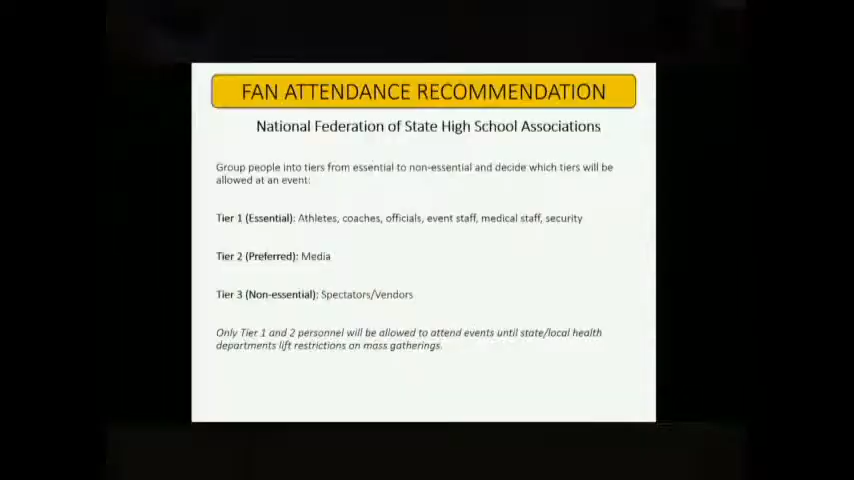 FAN ATTENDANCE RECOMMENDATION
National Federation of State High School Associations
Group people into tiers from essential to non-essential and decide which tiers will be
allowed at an event:
Tier 1 (Essential): Athletes, coaches, officials, event staff, medical staff, security
Tier 2 (Preferred): Media
Tier 3 (Non-essential): Spectators/Vendors
Only Tier 1 and 2 personnel will be allowed to attend events until state/local health
departments lift restrictions on mass gatherings.